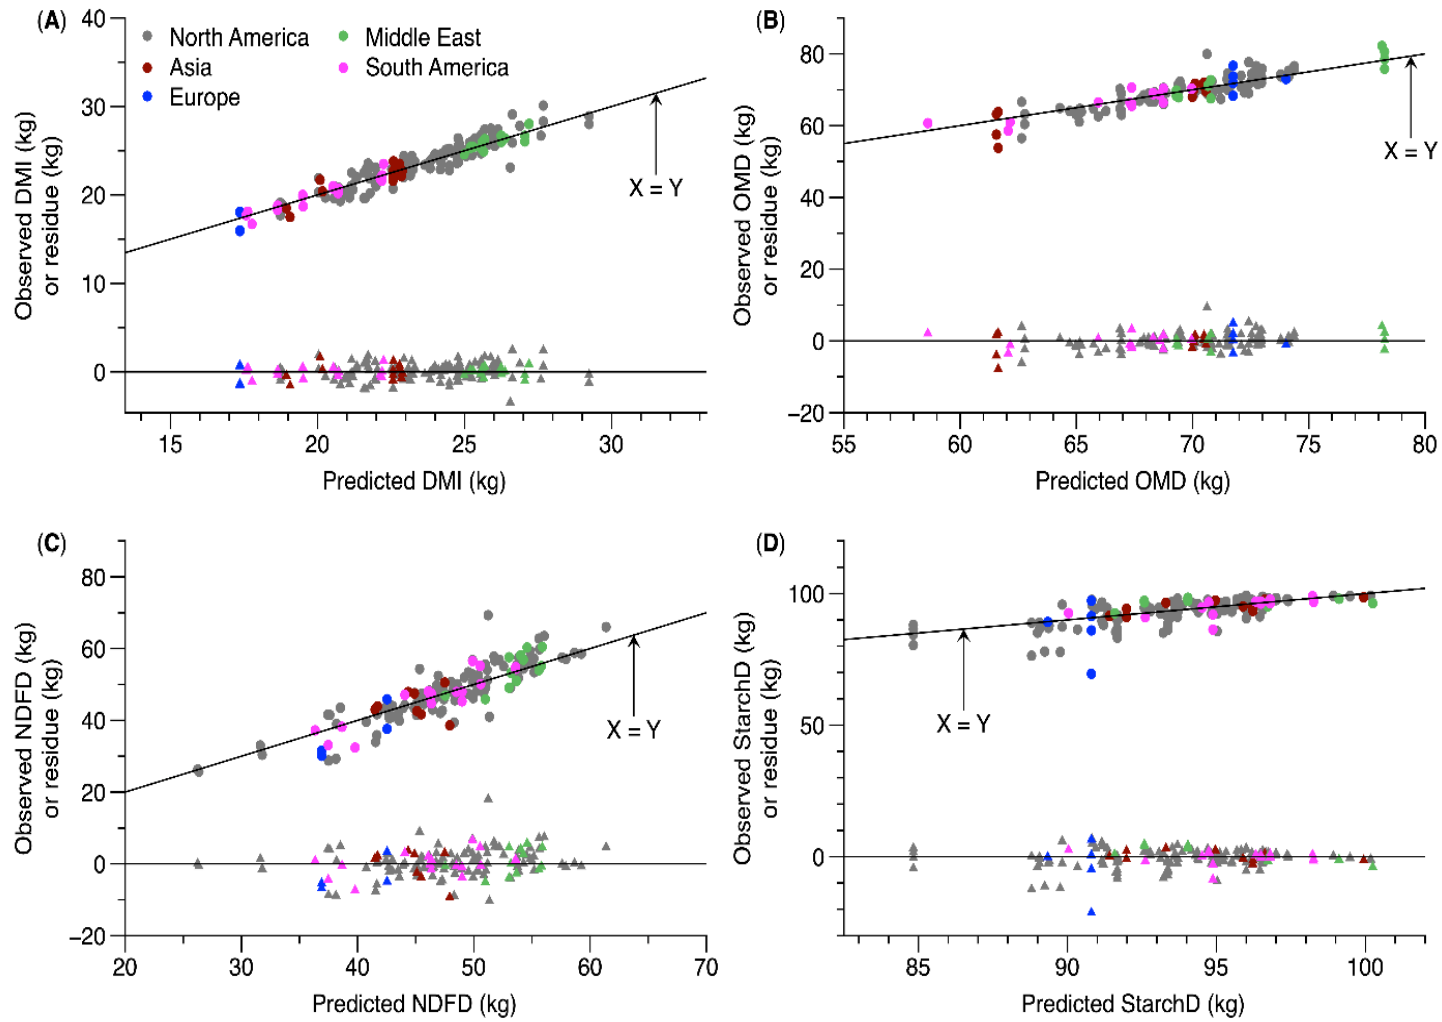 (A)
North America
Asia
Europe
Middle East
South America
40
30
20
10
0
Observed DMI (kg)
or residue (kg)
X = Y
15 20 25 30
Predicted DMI (kg)
(B)
80
60
40
20
0
−20
Observed OMD (kg)
or residue (kg)
X = Y
55 60 65 70 75 80
Predicted OMD (kg)
(C)
80
60
40
20
0
−20
Observed NDFD (kg)
or residue (kg)
X = Y
20 30 40 50 60 70
Predicted NDFD (kg)
(D)
100
50
0
Observed StarchD (kg)
or residue (kg)
X = Y
85 90 95 100
Predicted StarchD (kg)